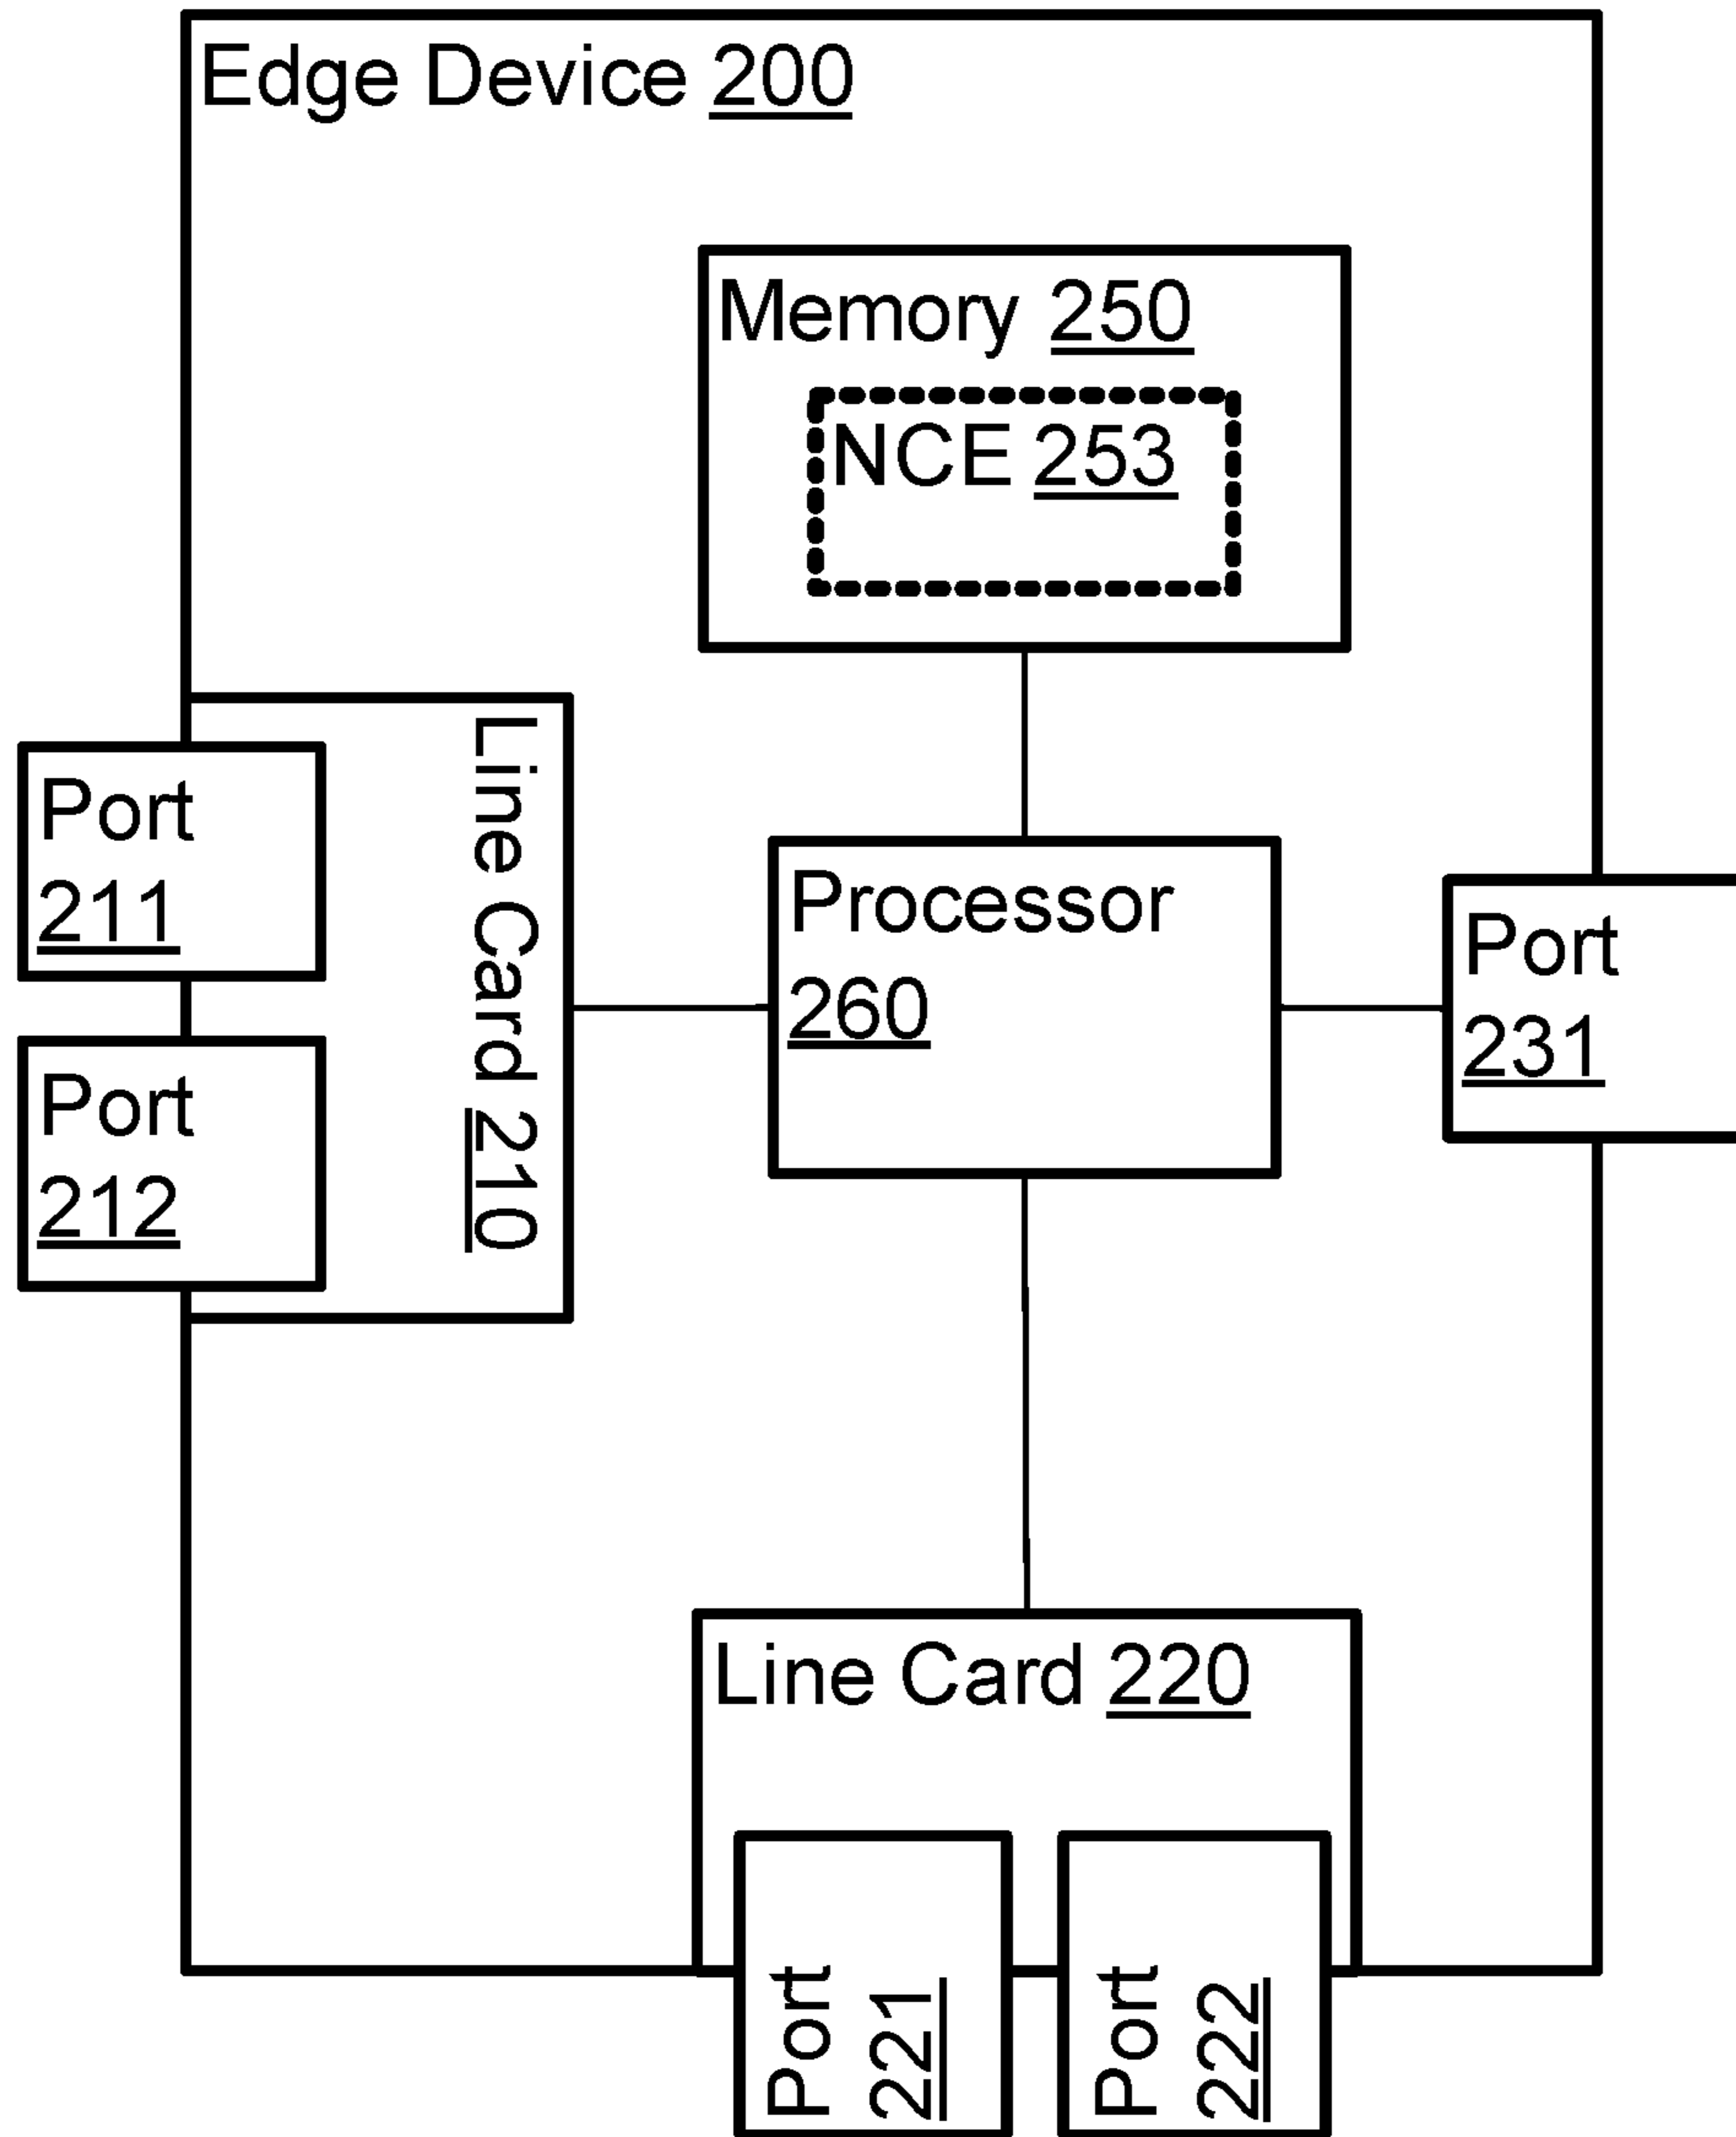 Edge Device 200
Memory 250
NCE 253
Port
211
Line Card 210
Processor
260
Port
231
Port
212
Line Card 220
Port
221
Port
222